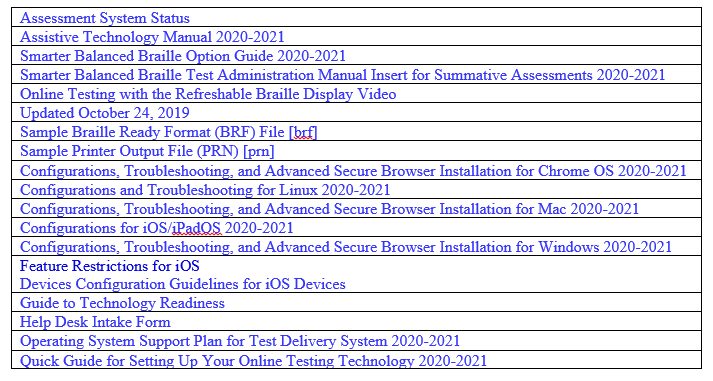 Assessment System Status
Assistive Technology Manual 2020-2021
Smarter Balanced Braille Option Guide 2020-2021
Smarter Balanced Braille Test Administration Manual Insert for Summative Assessments 2020-2021
Online Testing with the Refreshable Braille Display Video
Updated October 24, 2019
Sample Braille Ready Format (BRF) File [brf]
Sample Printer Output File (PRN) [prn]
Configurations, Troubleshooting, and Advanced Secure Browser Installation for Chrome OS 2020-2021
Configurations and Troubleshooting for Linux 2020-2021
Configurations, Troubleshooting, and Advanced Secure Browser Installation for Mac 2020-2021
Configurations for iOS/iPadOS 2020-2021
Configurations, Troubleshooting, and Advanced Secure Browser Installation for Windows 2020-2021
Feature Restrictions for iOS
Devices Configuration Guidelines for iOS Devices
Guide to Technology Readiness
Help Desk Intake Form
Operating System Support Plan for Test Delivery System 2020-2021
Quick Guide for Setting Up Your Online Testing Technology 2020-2021